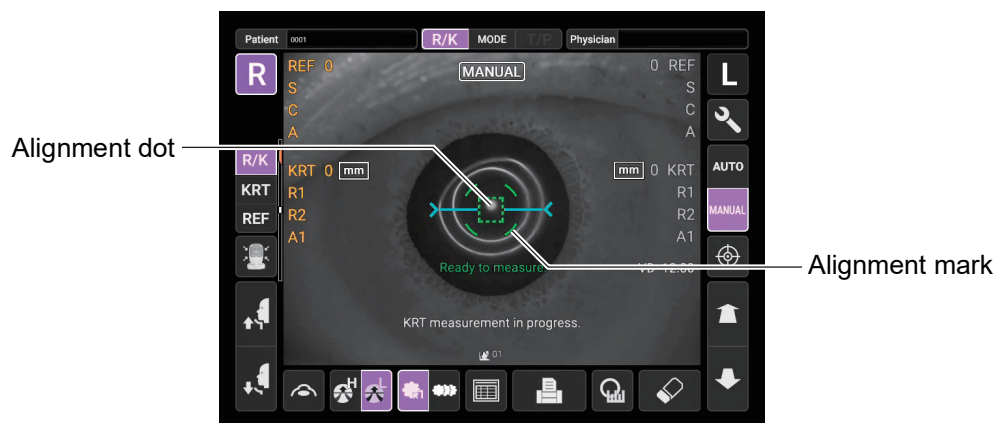 Patient 0001 R/K MODE T/P Physician
R L
REF 0 MANUAL 0 REF
S S
C C
A A
Alignment dot
R/K AUTO
KRT 0 mm mm 0 KRT
KRT R1 R1
REF R2 R2 MANUAL
A1 A1
Ready to measure VD 12.00
Alignment mark
KRT measurement in progress.
01
H L x1